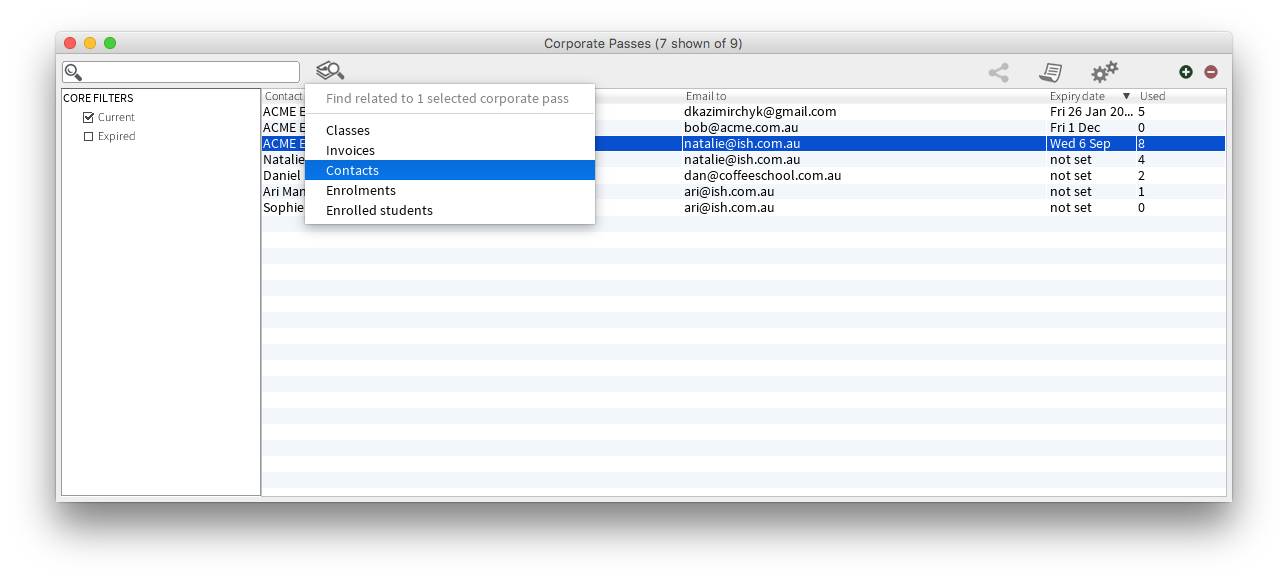 Corporate Passes (7 shown of 9)
CORE FILTERS
Current
Expired
Find related to 1 selected corporate pass
Classes
Invoices
Contacts
Enrolments
Enrolled students
Contact Email to Expiry date Used
ACME E dkazimirchyk@gmail.com Fri 26 Jan 20... 5
ACME E bob@acme.com.au Fri 1 Dec 0
ACME E natalie@ish.com.au Wed 6 Sep 8
Natalie natalie@ish.com.au not set 4
Daniel dan@coffeeschool.com.au not set 2
Ari Man ari@ish.com.au not set 1
Sophie ari@ish.com.au not set 0